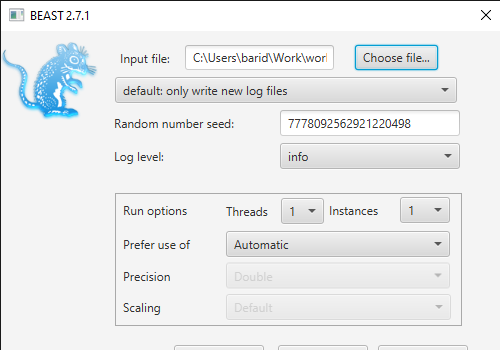 BEAST 2.7.1
Input file: C:\Users\barid\Work\wor Choose file...
default: only write new log files
Random number seed: 7778092562921220498
Log level: info
Run options Threads 1 Instances 1
Prefer use of Automatic
Precision Double
Scaling Default